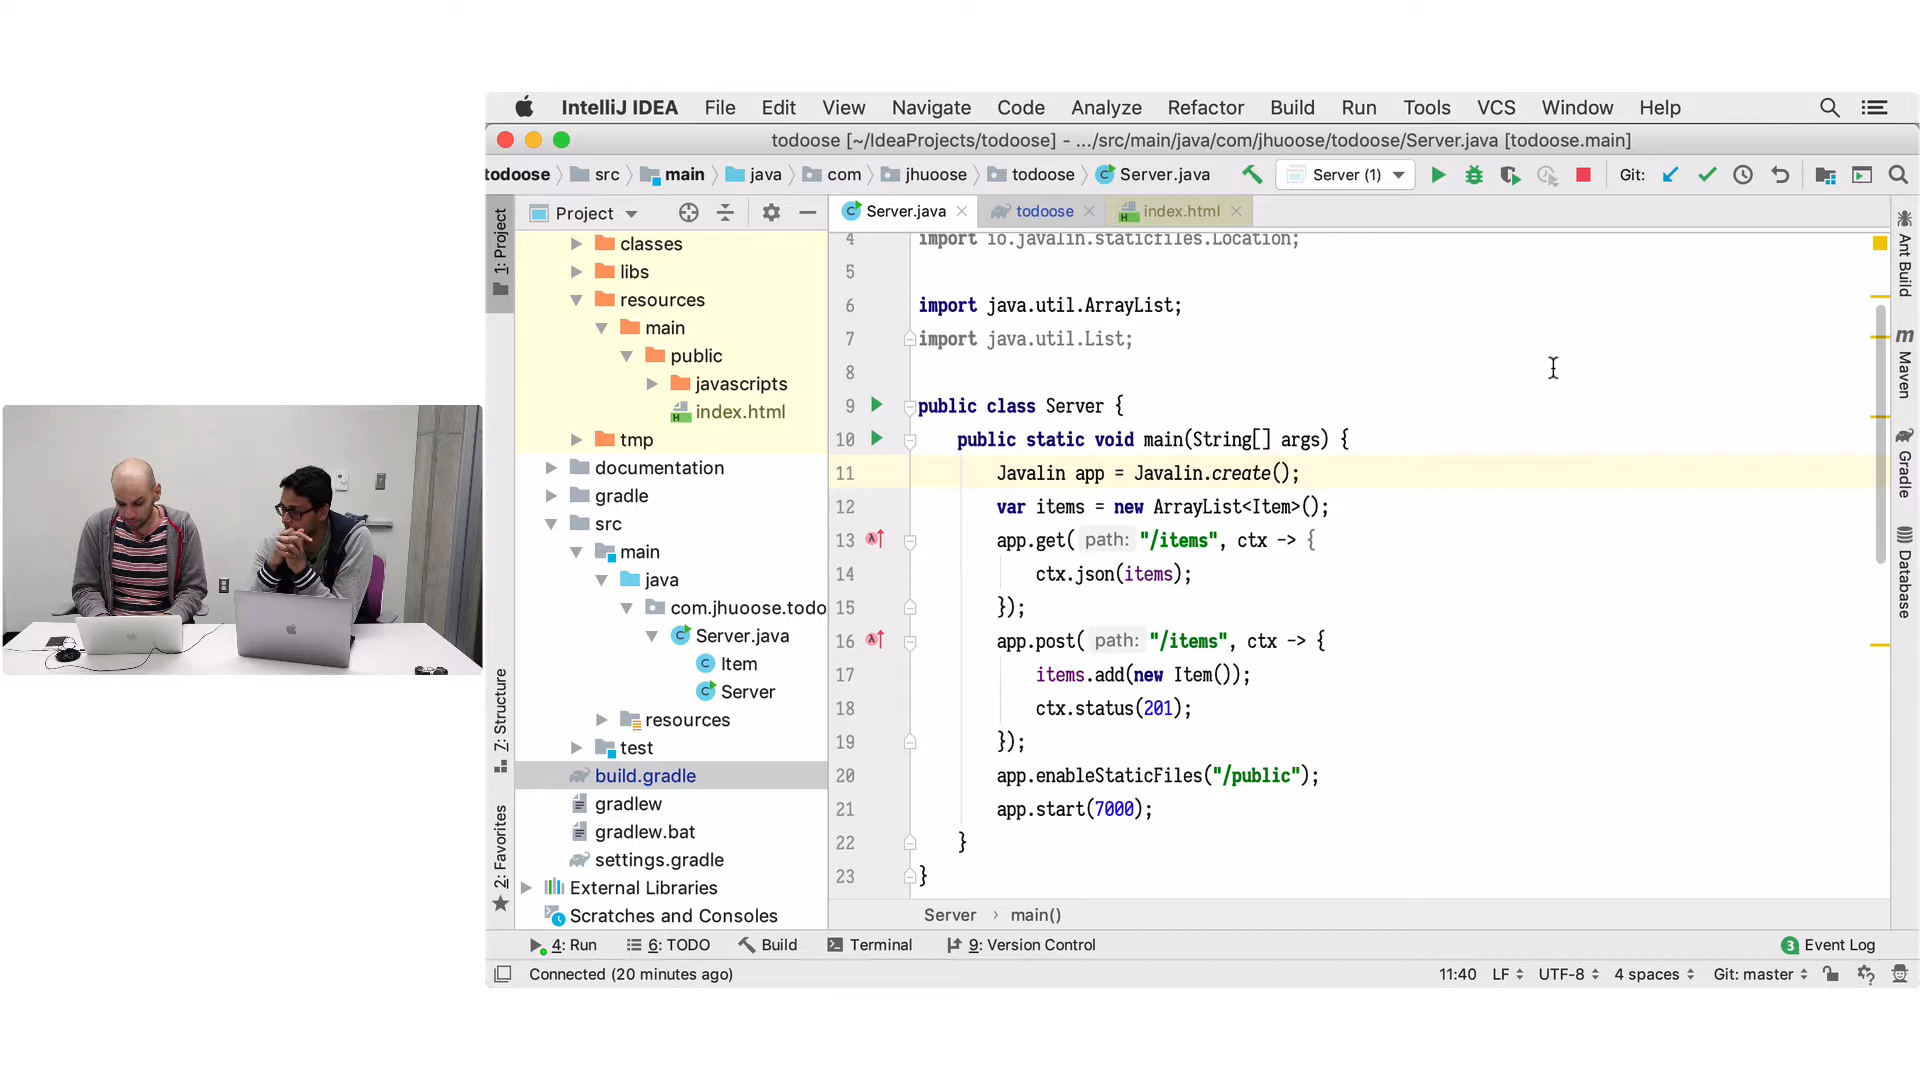 IntelliJ IDEA File Edit View Navigate Code Analyze Refactor Build Run Tools VCS Window Help
todoose [~/IdeaProjects/todoose] - .../src/main/java/com/jhuoose/todoose/Server.java [todoose.main]
todoose src main java com jhuoose todoose Server.java Server (1) Git:
1: Project
Project
Server.java todoose index.html
classes
libs
resources
main
public
javascripts
index.html
tmp
documentation
gradle
src
main
java
com.jhuoose.todo
Server.java
Item
Server
resources
test
build.gradle
gradlew
gradlew.bat
settings.gradle
External Libraries
Scratches and Consoles
7: Structure
2: Favorites
4 import io.javalin.staticfiles.Location;
5
6 import java.util.ArrayList;
7 import java.util.List;
8
9 public class Server {
10 public static void main(String[] args) {
11 Javalin app = Javalin.create();
12 var items = new ArrayList<Item>();
13 app.get( path: "/items", ctx -> {
14 ctx.json(items);
15 });
16 app.post( path: "/items", ctx -> {
17 items.add(new Item());
18 ctx.status(201);
19 });
20 app.enableStaticFiles("/public");
21 app.start(7000);
22 }
23 }
Server › main()
Ant Build
Maven
Gradle
Database
4: Run 6: TODO Build Terminal 9: Version Control 3 Event Log
Connected (20 minutes ago) 11:40 LF UTF-8 4 spaces Git: master